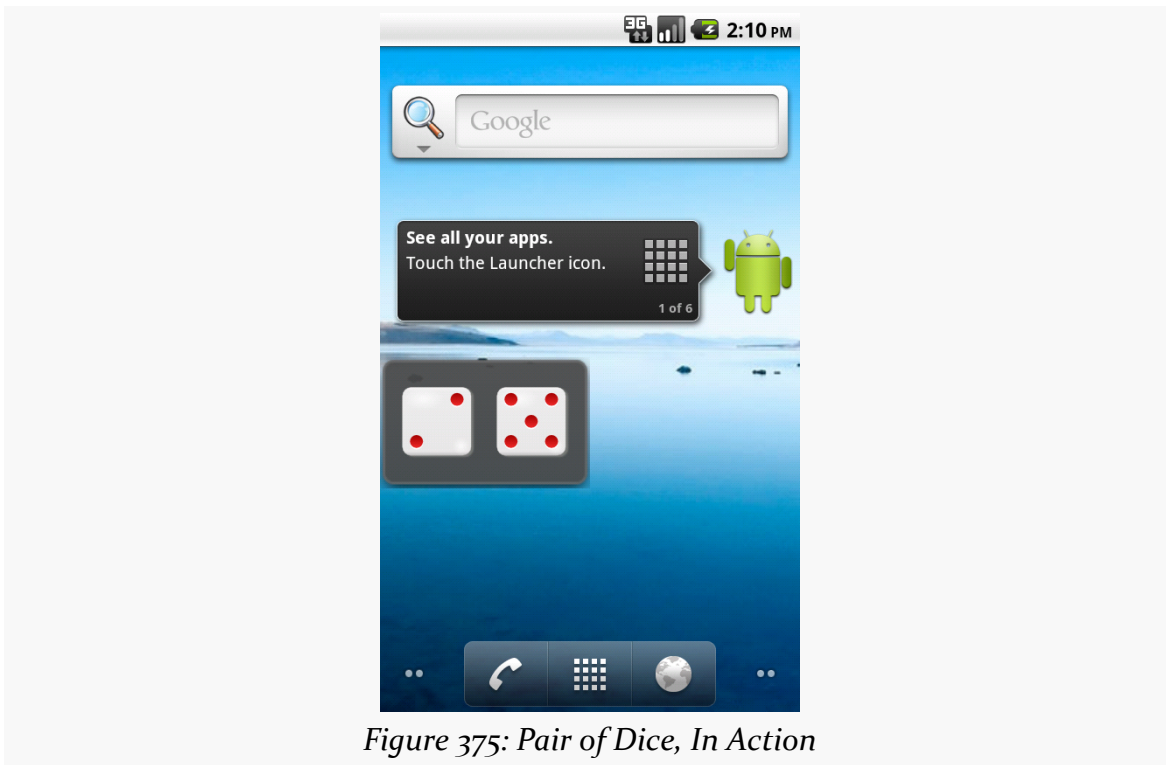 3G 2:10 PM
Google
See all your apps.
Touch the Launcher icon.
1 of 6
Figure 375: Pair of Dice, In Action